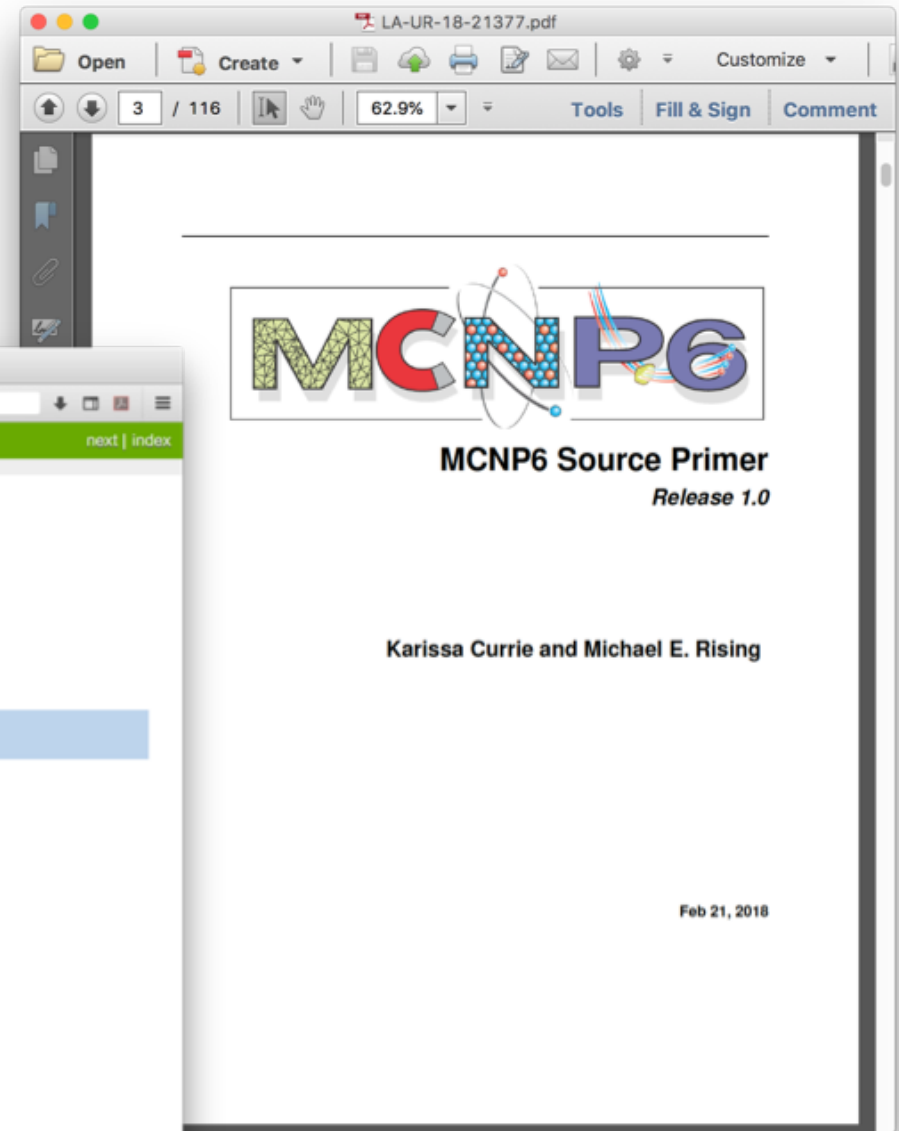 LA-UR-18-21377.pdf
Open Create Customize
3 / 116 62.9% Tools Fill & Sign Comment
MCNP6
MCNP6 Source Primer
Release 1.0
Karissa Currie and Michael E. Rising
Feb 21, 2018
next | index